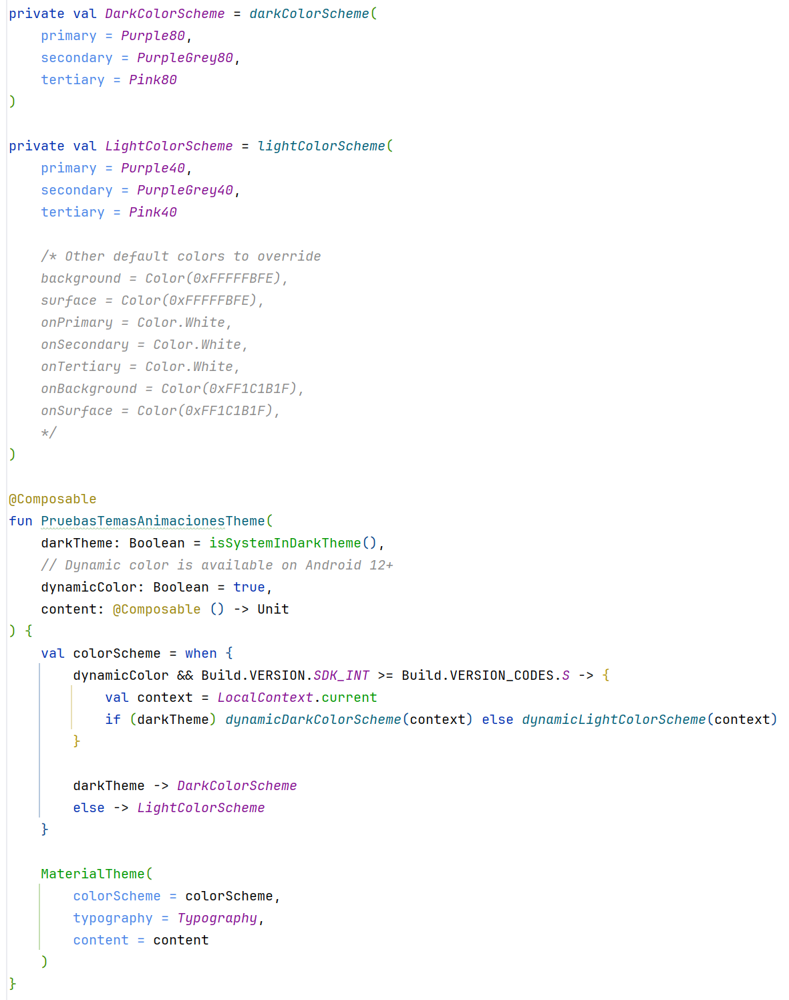 private val DarkColorScheme = darkColorScheme(
    primary = Purple80,
    secondary = PurpleGrey80,
    tertiary = Pink80
)

private val LightColorScheme = lightColorScheme(
    primary = Purple40,
    secondary = PurpleGrey40,
    tertiary = Pink40

    /* Other default colors to override
    background = Color(0xFFFFFBFE),
    surface = Color(0xFFFFFBFE),
    onPrimary = Color.White,
    onSecondary = Color.White,
    onTertiary = Color.White,
    onBackground = Color(0xFF1C1B1F),
    onSurface = Color(0xFF1C1B1F),
    */
)

@Composable
fun PruebasTemasAnimacionesTheme(
    darkTheme: Boolean = isSystemInDarkTheme(),
    // Dynamic color is available on Android 12+
    dynamicColor: Boolean = true,
    content: @Composable () -> Unit
) {
    val colorScheme = when {
        dynamicColor && Build.VERSION.SDK_INT >= Build.VERSION_CODES.S -> {
            val context = LocalContext.current
            if (darkTheme) dynamicDarkColorScheme(context) else dynamicLightColorScheme(context)
        }

        darkTheme -> DarkColorScheme
        else -> LightColorScheme
    }

    MaterialTheme(
        colorScheme = colorScheme,
        typography = Typography,
        content = content
    )
}